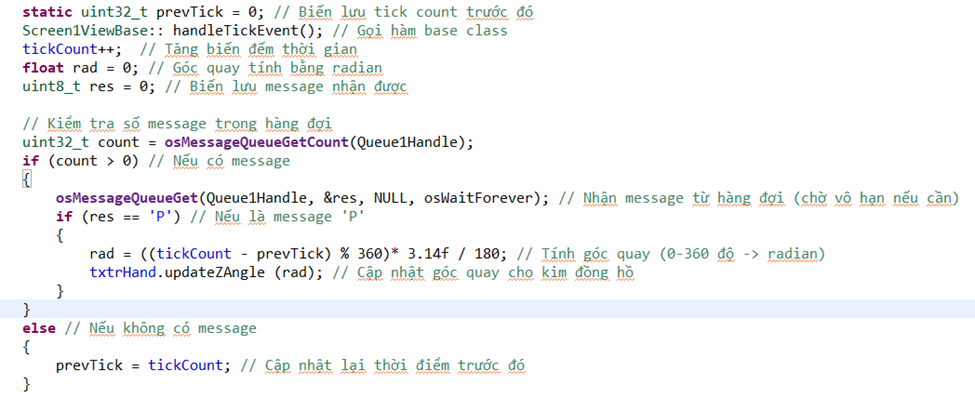 static uint32_t prevTick = 0; // Biến lưu tick count trước đó
Screen1ViewBase:: handleTickEvent(); // Gọi hàm base class
tickCount++;  // Tăng biến đếm thời gian
float rad = 0; // Góc quay tính bằng radian
uint8_t res = 0; // Biến lưu message nhận được

// Kiểm tra số message trong hàng đợi
uint32_t count = osMessageQueueGetCount(Queue1Handle);
if (count > 0) // Nếu có message
{
    osMessageQueueGet(Queue1Handle, &res, NULL, osWaitForever); // Nhận message từ hàng đợi (chờ vô hạn nếu cần)
    if (res == 'P') // Nếu là message 'P'
    {
        rad = ((tickCount - prevTick) % 360)* 3.14f / 180; // Tính góc quay (0-360 độ -> radian)
        txtrHand.updateZAngle (rad); // Cập nhật góc quay cho kim đồng hồ
    }
}
else // Nếu không có message
{
    prevTick = tickCount; // Cập nhật lại thời điểm trước đó
}